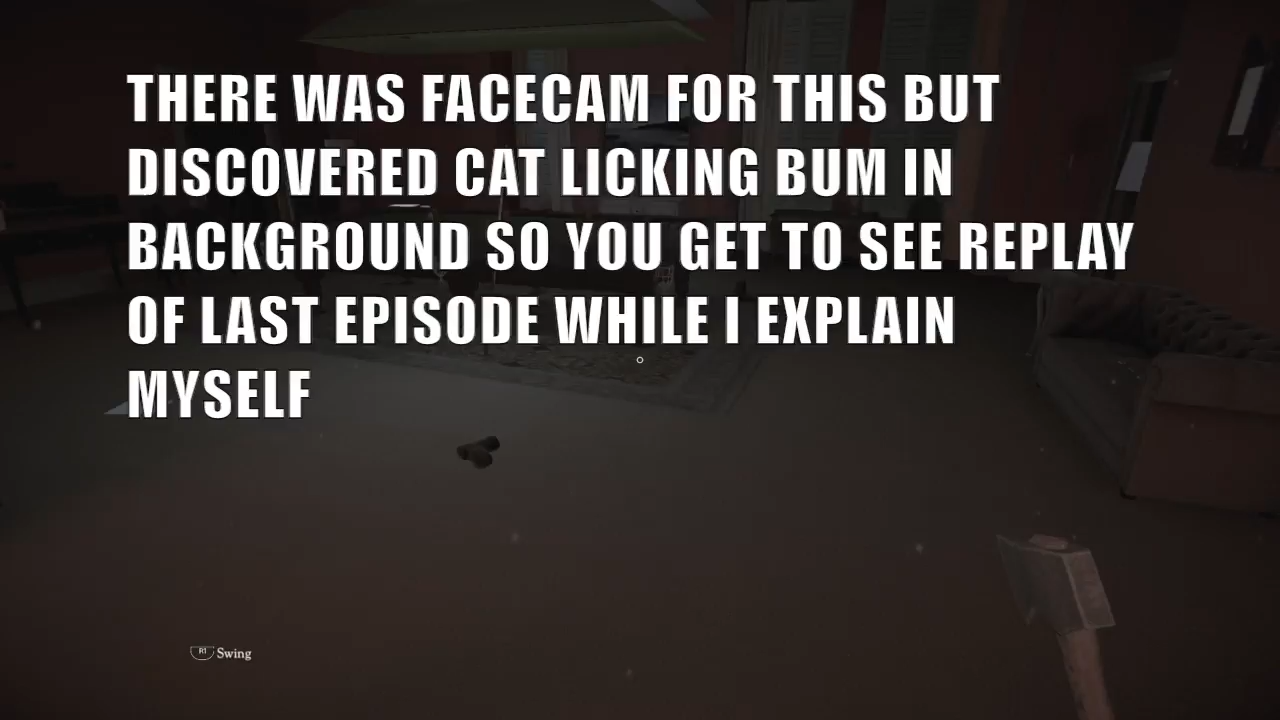 THERE WAS FACECAM FOR THIS BUT
DISCOVERED CAT LICKING BUM IN
BACKGROUND SO YOU GET TO SEE REPLAY
OF LAST EPISODE WHILE I EXPLAIN
MYSELF
R1 Swing